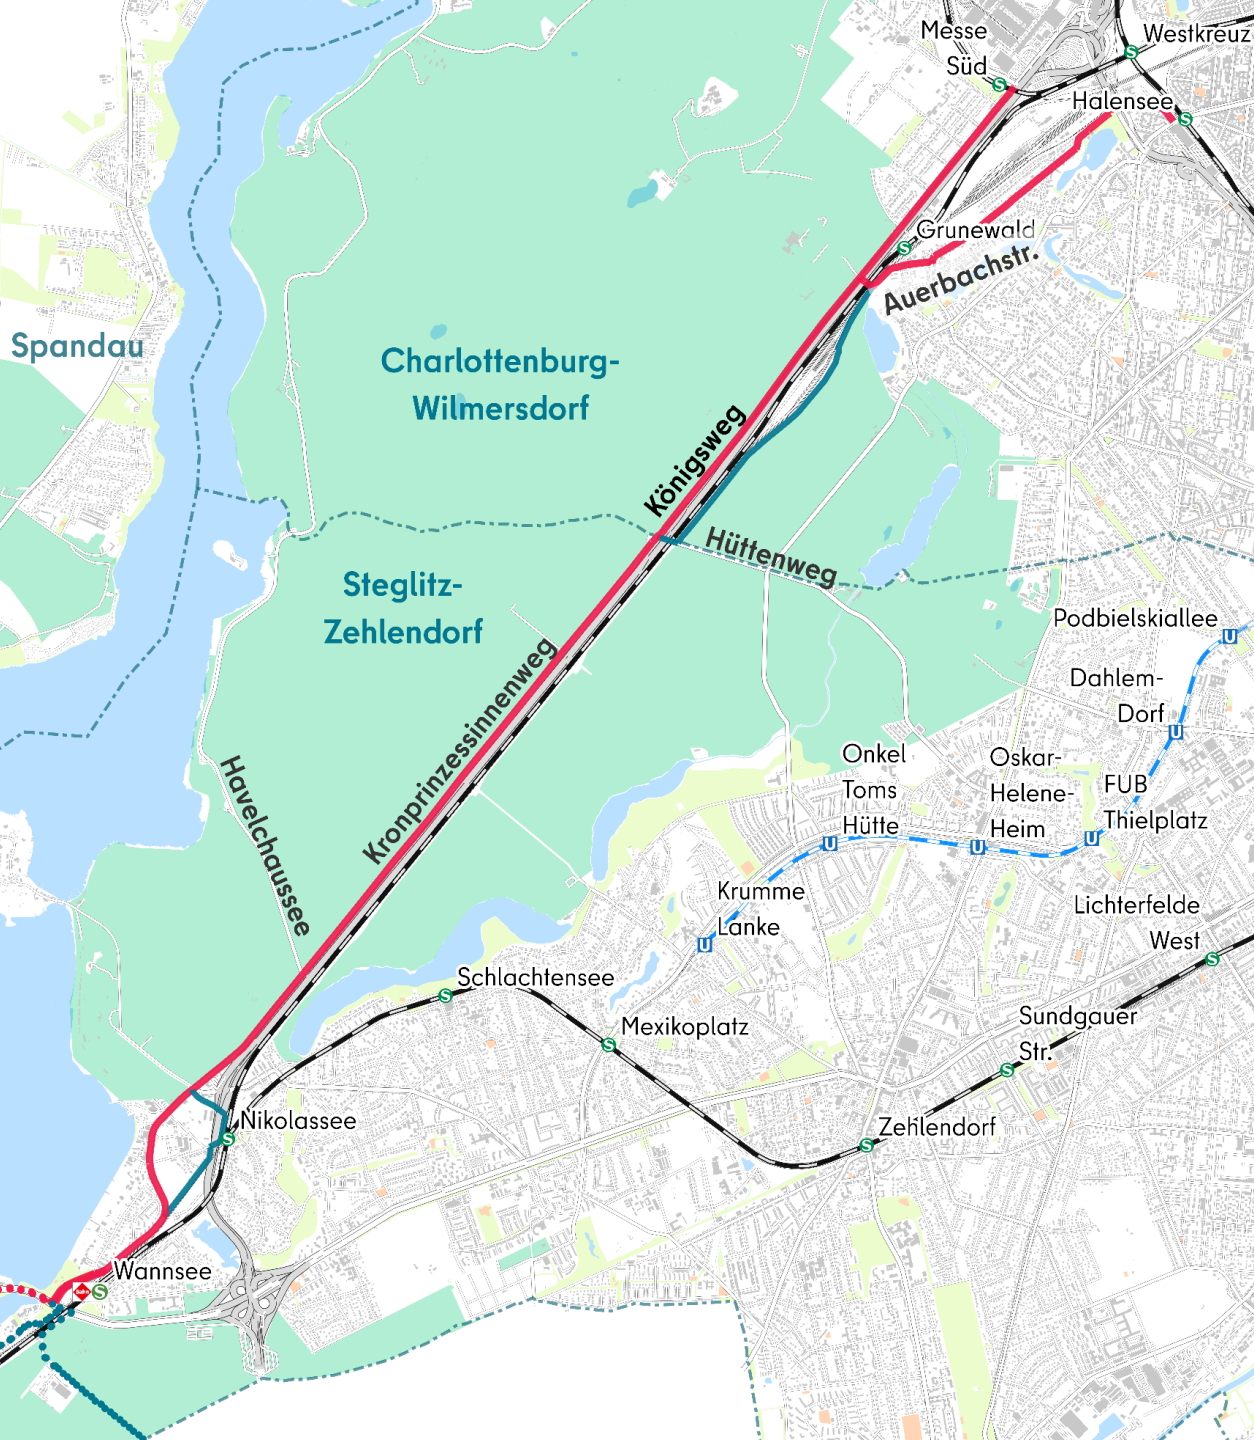 Messe
Süd
Westkreuz
Halensee
Grunewald
Auerbachstr.
Spandau
Charlottenburg-
Wilmersdorf
Königsweg
Hüttenweg
Steglitz-
Zehlendorf
Podbielskiallee
Kronprinzessinnenweg
Dahlem-
Dorf
Havelchaussee
Onkel
Toms
Hütte
Oskar-
Helene-
Heim
FUB
Thielplatz
Krumme
Lanke
Lichterfelde
West
Schlachtensee
Mexikoplatz
Sundgauer
Str.
Nikolassee
Zehlendorf
Wannsee
S
S
S
S
U
U
U
U
U
U
S
S
S
S
S
S
S